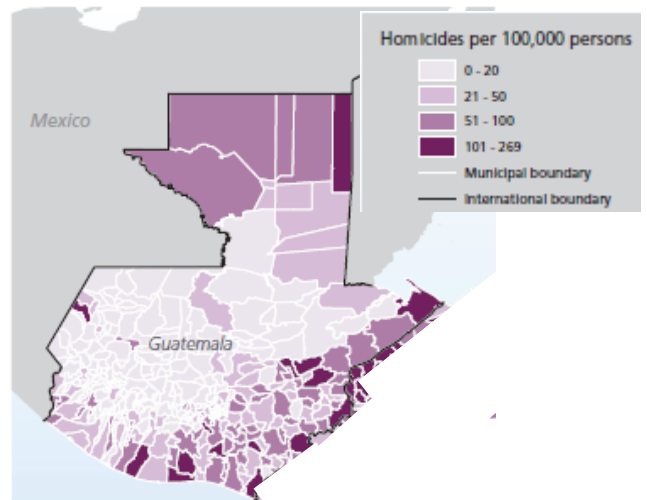 Homicides per 100,000 persons
0 - 20
21 - 50
51 - 100
101 - 269
Municipal boundary
International boundary
Mexico
Guatemala